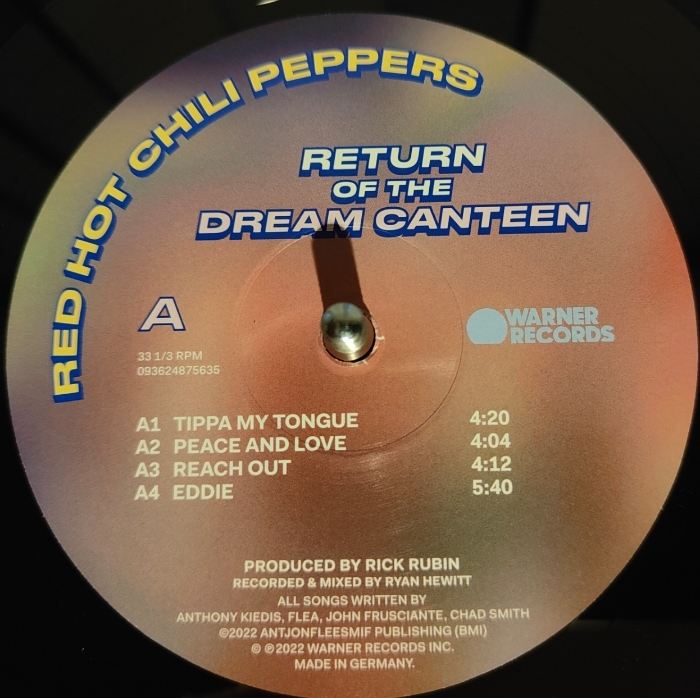 RED HOT CHILI PEPPERS
RETURN
OF THE
DREAM CANTEEN
A
33 1/3 RPM
093624875635
WARNER
RECORDS
A1 TIPPA MY TONGUE 4:20
A2 PEACE AND LOVE 4:04
A3 REACH OUT 4:12
A4 EDDIE 5:40
PRODUCED BY RICK RUBIN
RECORDED & MIXED BY RYAN HEWITT
ALL SONGS WRITTEN BY
ANTHONY KIEDIS, FLEA, JOHN FRUSCIANTE, CHAD SMITH
©2022 ANTJONFLEESMIF PUBLISHING (BMI)
© ℗2022 WARNER RECORDS INC.
MADE IN GERMANY.